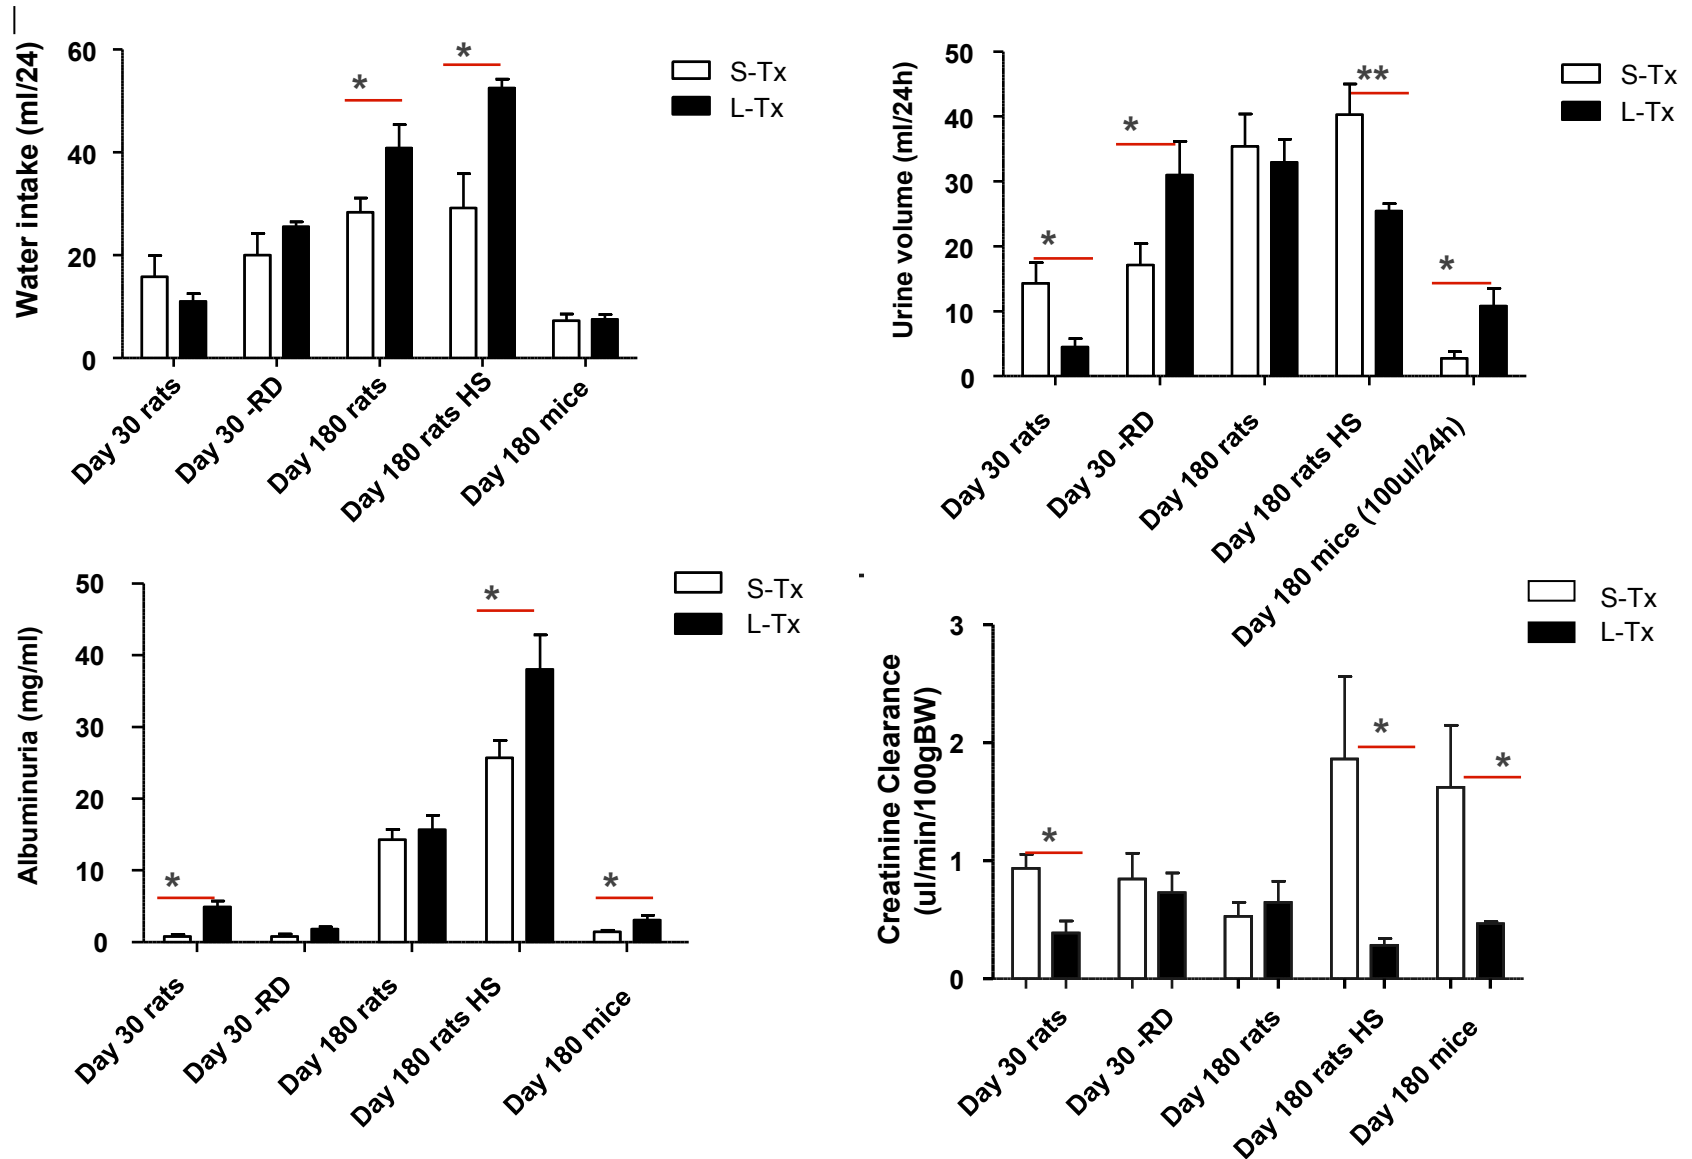 Water intake (ml/24)
60
40
20
0
*
*
S-Tx
L-Tx
Day 30 rats
Day 30 -RD
Day 180 rats
Day 180 rats HS
Day 180 mice
Urine volume (ml/24h)
50
40
30
20
10
0
*
*
**
*
S-Tx
L-Tx
Day 30 rats
Day 30 -RD
Day 180 rats
Day 180 rats HS
Day 180 mice (100ul/24h)
Albuminuria (mg/ml)
50
40
30
20
10
0
*
*
*
S-Tx
L-Tx
Day 30 rats
Day 30 -RD
Day 180 rats
Day 180 rats HS
Day 180 mice
Creatinine Clearance
(ul/min/100gBW)
3
2
1
0
*
*
*
S-Tx
L-Tx
Day 30 rats
Day 30 -RD
Day 180 rats
Day 180 rats HS
Day 180 mice